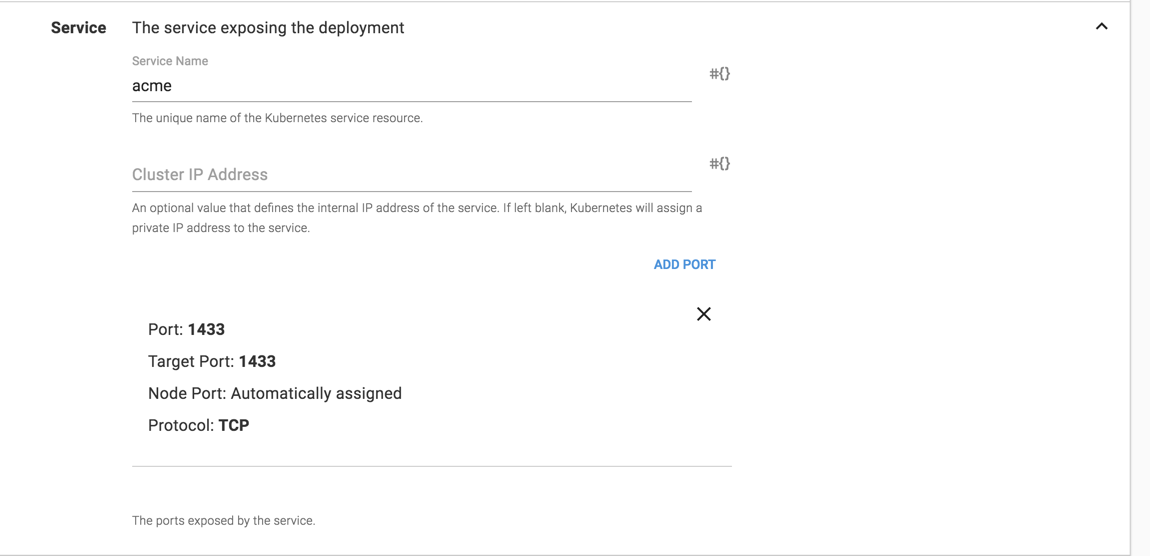 Service The service exposing the deployment
Service Name
acme
#{}
The unique name of the Kubernetes service resource.
Cluster IP Address
#{}
An optional value that defines the internal IP address of the service. If left blank, Kubernetes will assign a
private IP address to the service.
ADD PORT
Port: 1433
Target Port: 1433
Node Port: Automatically assigned
Protocol: TCP
The ports exposed by the service.